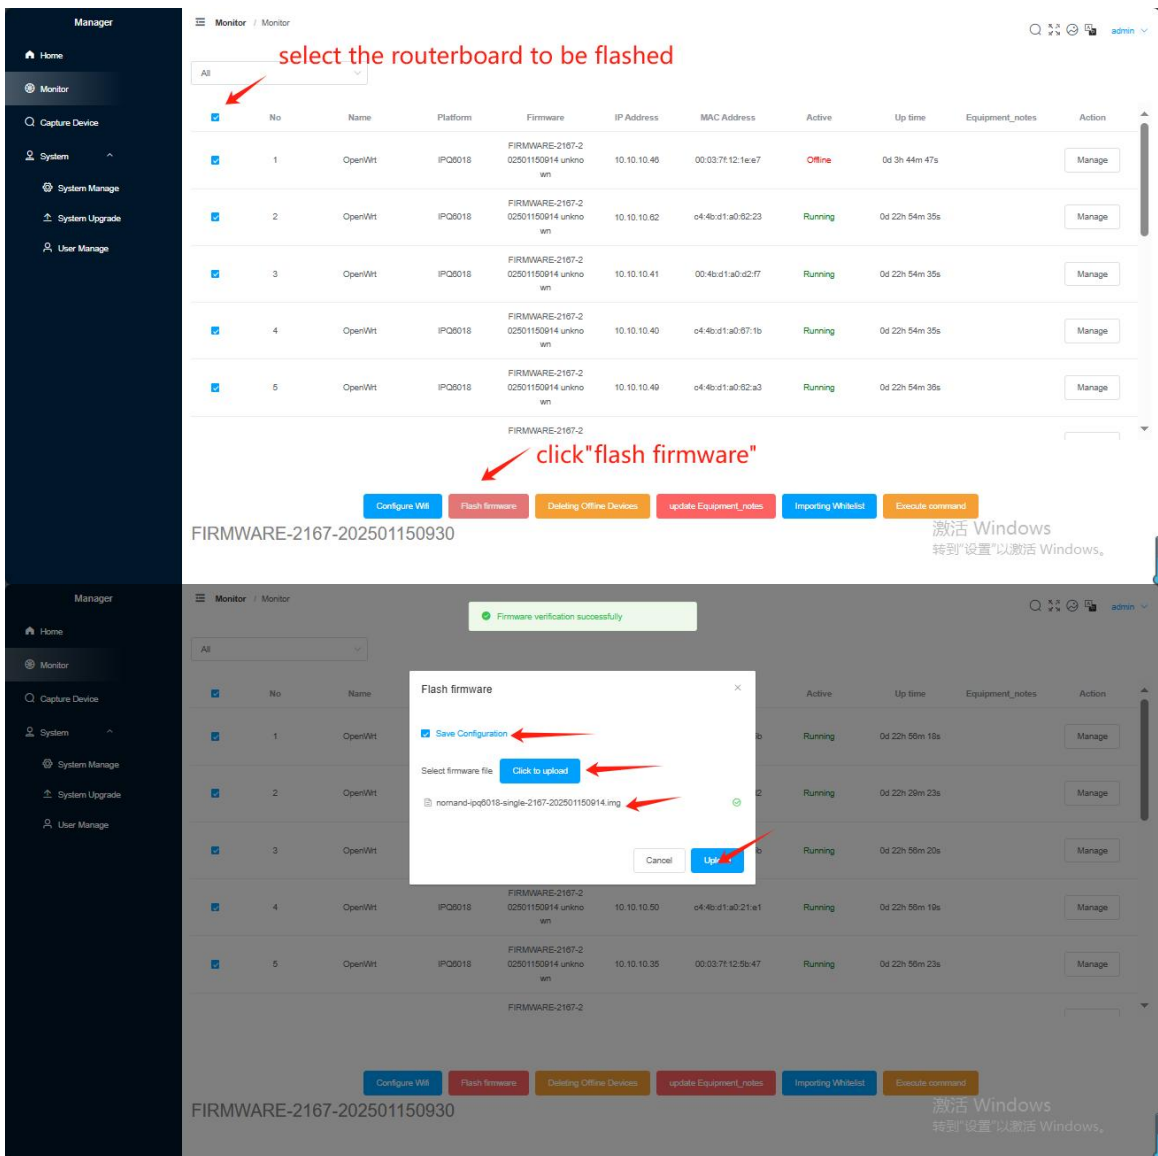 Manager
Monitor / Monitor
admin
select the routerboard to be flashed
Home
All
Monitor
Capture Device
System
System Manage
System Upgrade
User Manage
No Name Platform Firmware IP Address MAC Address Active Up time Equipment_notes Action
FIRMWARE-2167-2
1 OpenWrt IPQ6018 02501150914 unkno 10.10.10.46 00:03:7f:12:1e:e7 Offline 0d 3h 44m 47s Manage
wn
FIRMWARE-2167-2
2 OpenWrt IPQ6018 02501150914 unkno 10.10.10.62 c4:4b:d1:a0:62:23 Running 0d 22h 54m 35s Manage
wn
FIRMWARE-2167-2
3 OpenWrt IPQ6018 02501150914 unkno 10.10.10.41 00:4b:d1:a0:d2:f7 Running 0d 22h 54m 35s Manage
wn
FIRMWARE-2167-2
4 OpenWrt IPQ6018 02501150914 unkno 10.10.10.40 c4:4b:d1:a0:67:1b Running 0d 22h 54m 35s Manage
wn
FIRMWARE-2167-2
5 OpenWrt IPQ6018 02501150914 unkno 10.10.10.49 c4:4b:d1:a0:62:a3 Running 0d 22h 54m 36s Manage
wn
FIRMWARE-2167-2
click"flash firmware"
Configure Wifi Flash firmware Deleting Offline Devices update Equipment_notes Importing Whitelist Execute command
FIRMWARE-2167-202501150930
激活 Windows
转到"设置"以激活 Windows。
Manager
Monitor / Monitor
admin
Firmware verification successfully
Home
All
Monitor
Capture Device
System
System Manage
System Upgrade
User Manage
No Name Active Up time Equipment_notes Action
Flash firmware
Save Configuration
Select firmware file Click to upload
nornand-ipq6018-single-2167-202501150914.img
Cancel
1 OpenWrt Running 0d 22h 56m 18s Manage
2 OpenWrt Running 0d 22h 29m 23s Manage
3 OpenWrt Running 0d 22h 56m 20s Manage
FIRMWARE-2167-2
4 OpenWrt IPQ6018 02501150914 unkno 10.10.10.50 c4:4b:d1:a0:21:e1 Running 0d 22h 56m 19s Manage
wn
FIRMWARE-2167-2
5 OpenWrt IPQ6018 02501150914 unkno 10.10.10.35 00:03:7f:12:5b:47 Running 0d 22h 56m 23s Manage
wn
FIRMWARE-2167-2
Configure Wifi Flash firmware Deleting Offline Devices update Equipment_notes Importing Whitelist Execute command
FIRMWARE-2167-202501150930
激活 Windows
转到"设置"以激活 Windows。